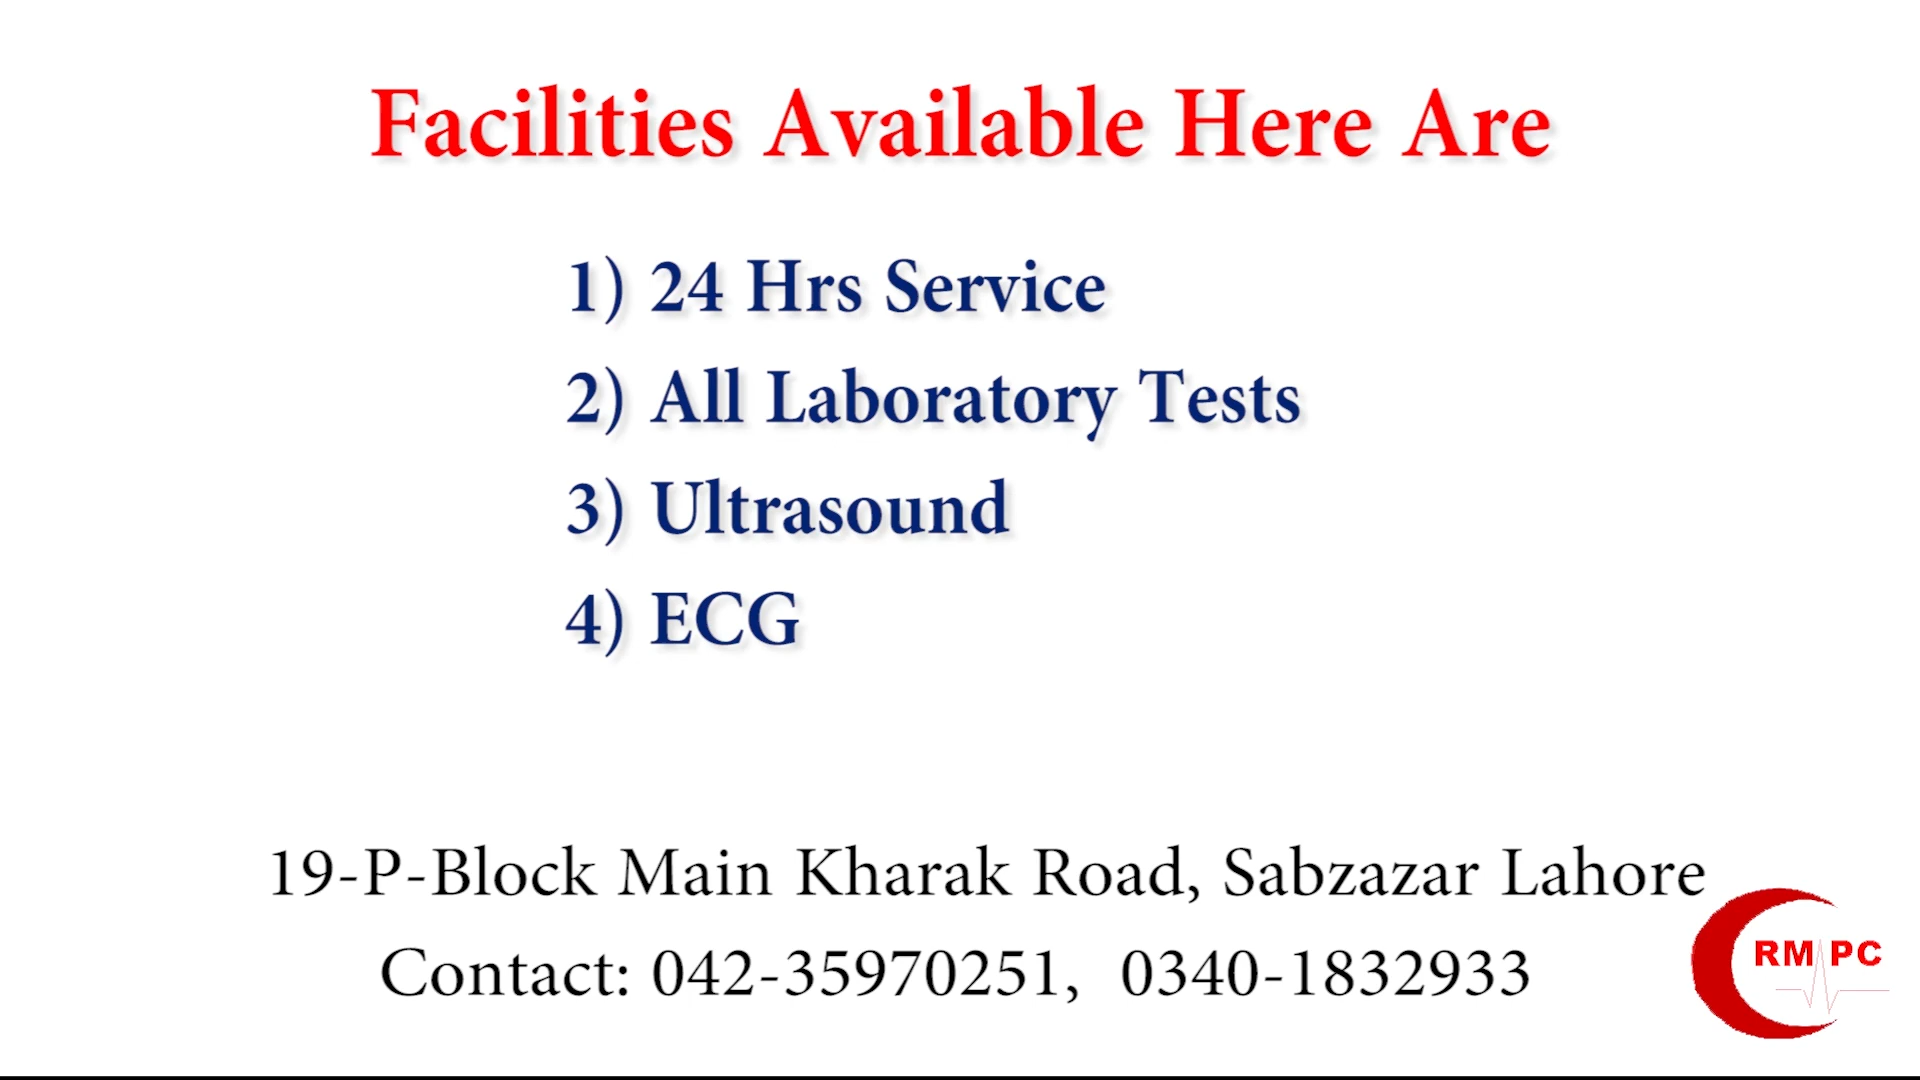 Facilities Available Here Are
1) 24 Hrs Service
2) All Laboratory Tests
3) Ultrasound
4) ECG
19-P-Block Main Kharak Road, Sabzazar Lahore
Contact: 042-35970251, 0340-1832933
RM PC